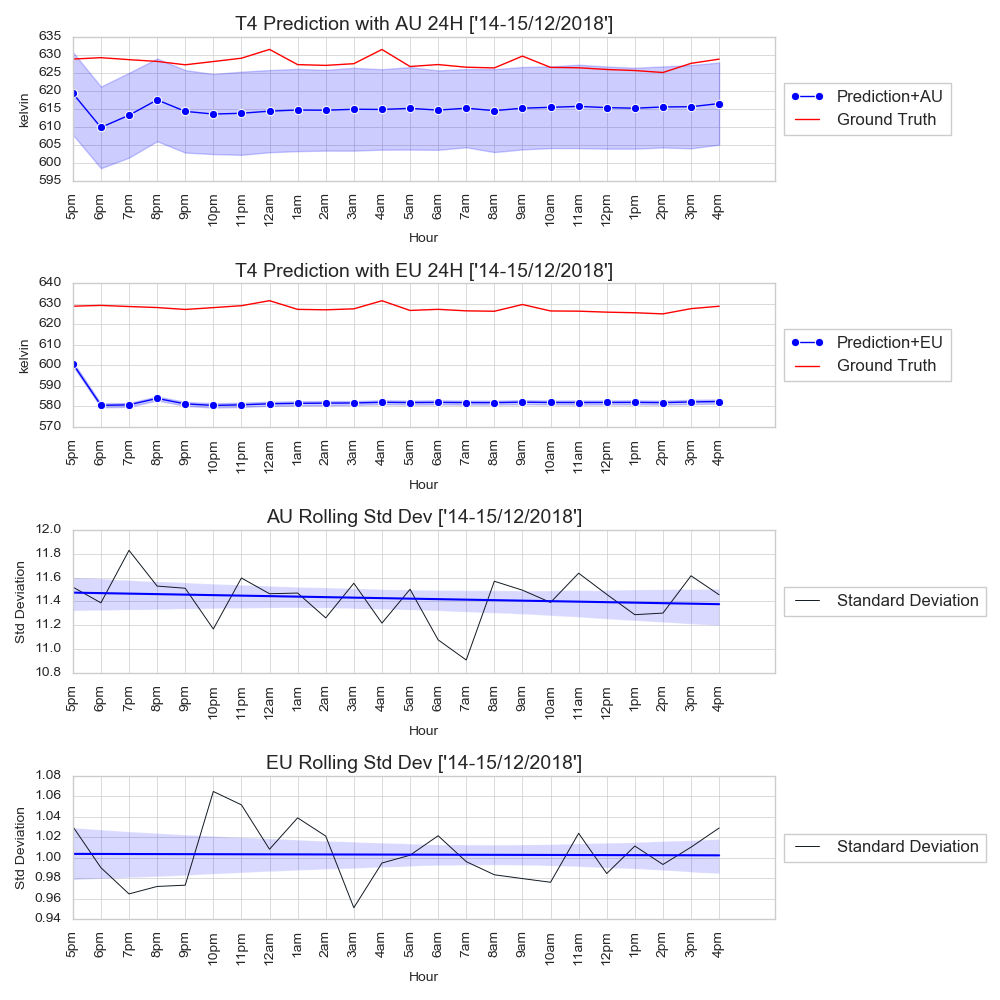 T4 Prediction with AU 24H ['14-15/12/2018']
635
630
625
620
615
610
605
600
595
kelvin
5pm 6pm 7pm 8pm 9pm 10pm 11pm 12am 1am 2am 3am 4am 5am 6am 7am 8am 9am 10am 11am 12pm 1pm 2pm 3pm 4pm
Hour
Prediction+AU
Ground Truth
T4 Prediction with EU 24H ['14-15/12/2018']
640
630
620
610
600
590
580
570
kelvin
5pm 6pm 7pm 8pm 9pm 10pm 11pm 12am 1am 2am 3am 4am 5am 6am 7am 8am 9am 10am 11am 12pm 1pm 2pm 3pm 4pm
Hour
Prediction+EU
Ground Truth
AU Rolling Std Dev ['14-15/12/2018']
12.0
11.8
11.6
11.4
11.2
11.0
10.8
Std Deviation
5pm 6pm 7pm 8pm 9pm 10pm 11pm 12am 1am 2am 3am 4am 5am 6am 7am 8am 9am 10am 11am 12pm 1pm 2pm 3pm 4pm
Hour
Standard Deviation
EU Rolling Std Dev ['14-15/12/2018']
1.08
1.06
1.04
1.02
1.00
0.98
0.96
0.94
Std Deviation
5pm 6pm 7pm 8pm 9pm 10pm 11pm 12am 1am 2am 3am 4am 5am 6am 7am 8am 9am 10am 11am 12pm 1pm 2pm 3pm 4pm
Hour
Standard Deviation